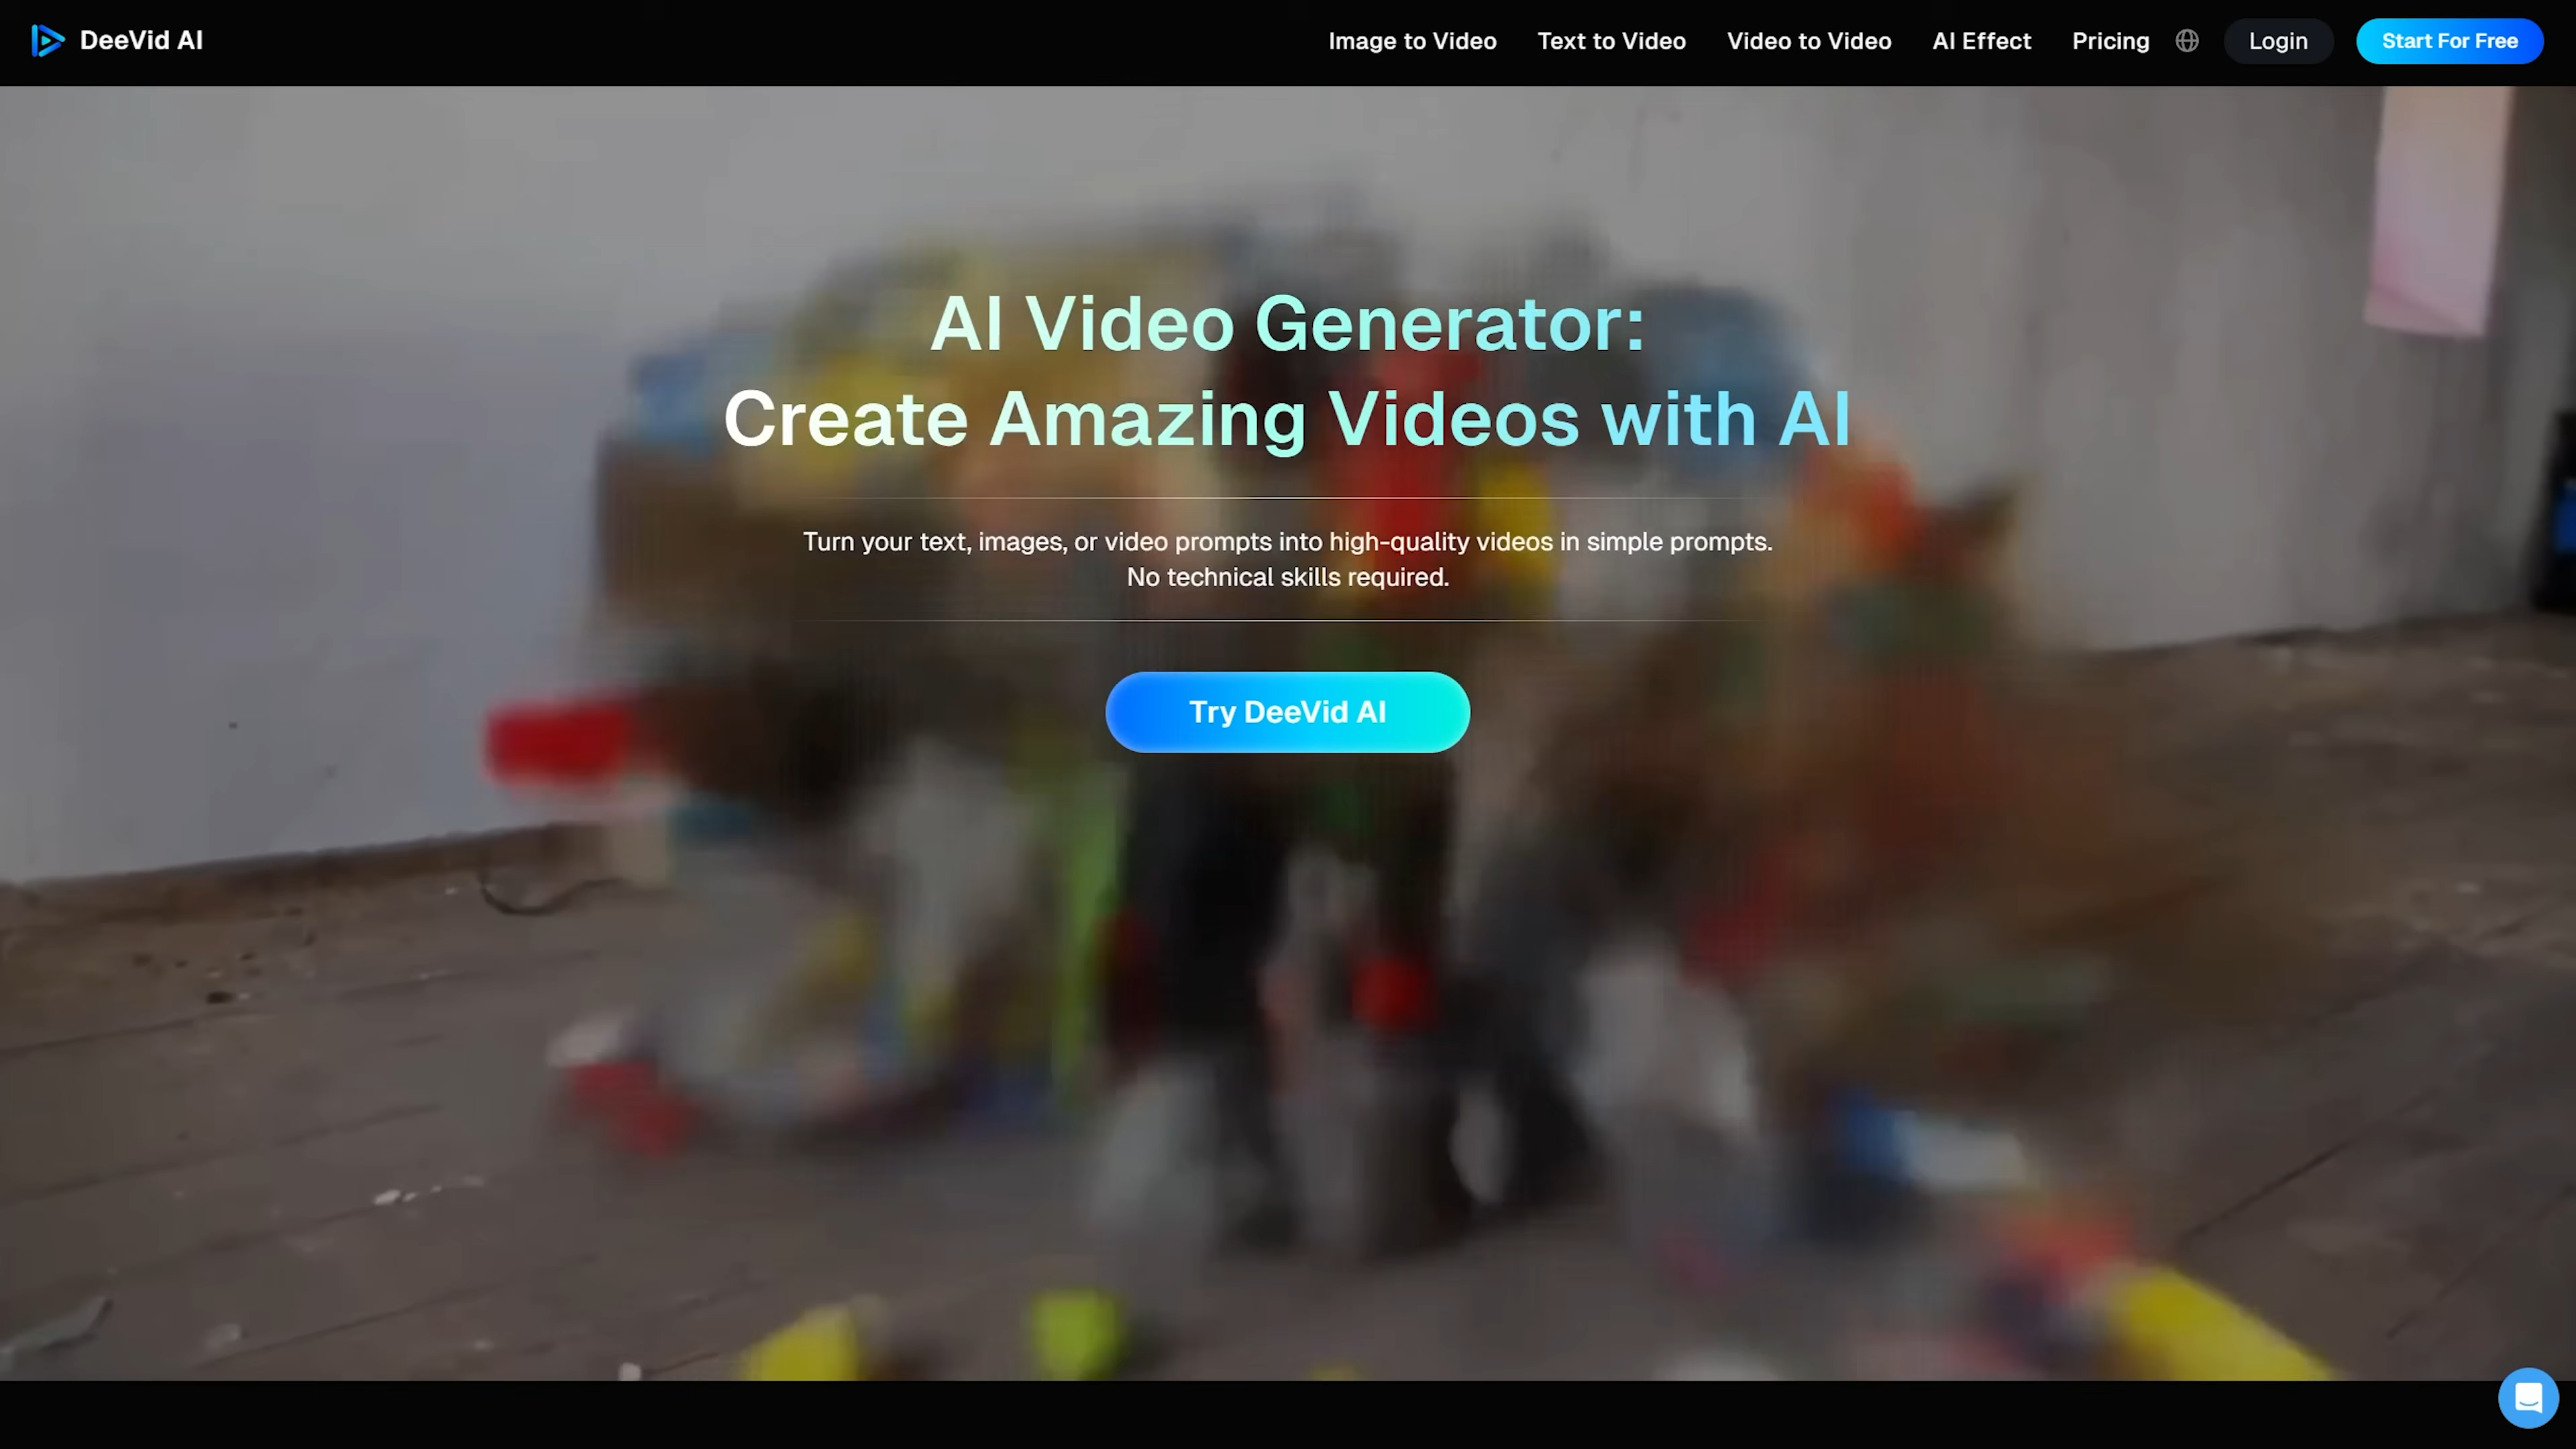 DeeVid AI
Image to Video
Text to Video
Video to Video
AI Effect
Pricing
Login
Start For Free
AI Video Generator:
Create Amazing Videos with AI
Turn your text, images, or video prompts into high-quality videos in simple prompts.
No technical skills required.
Try DeeVid AI